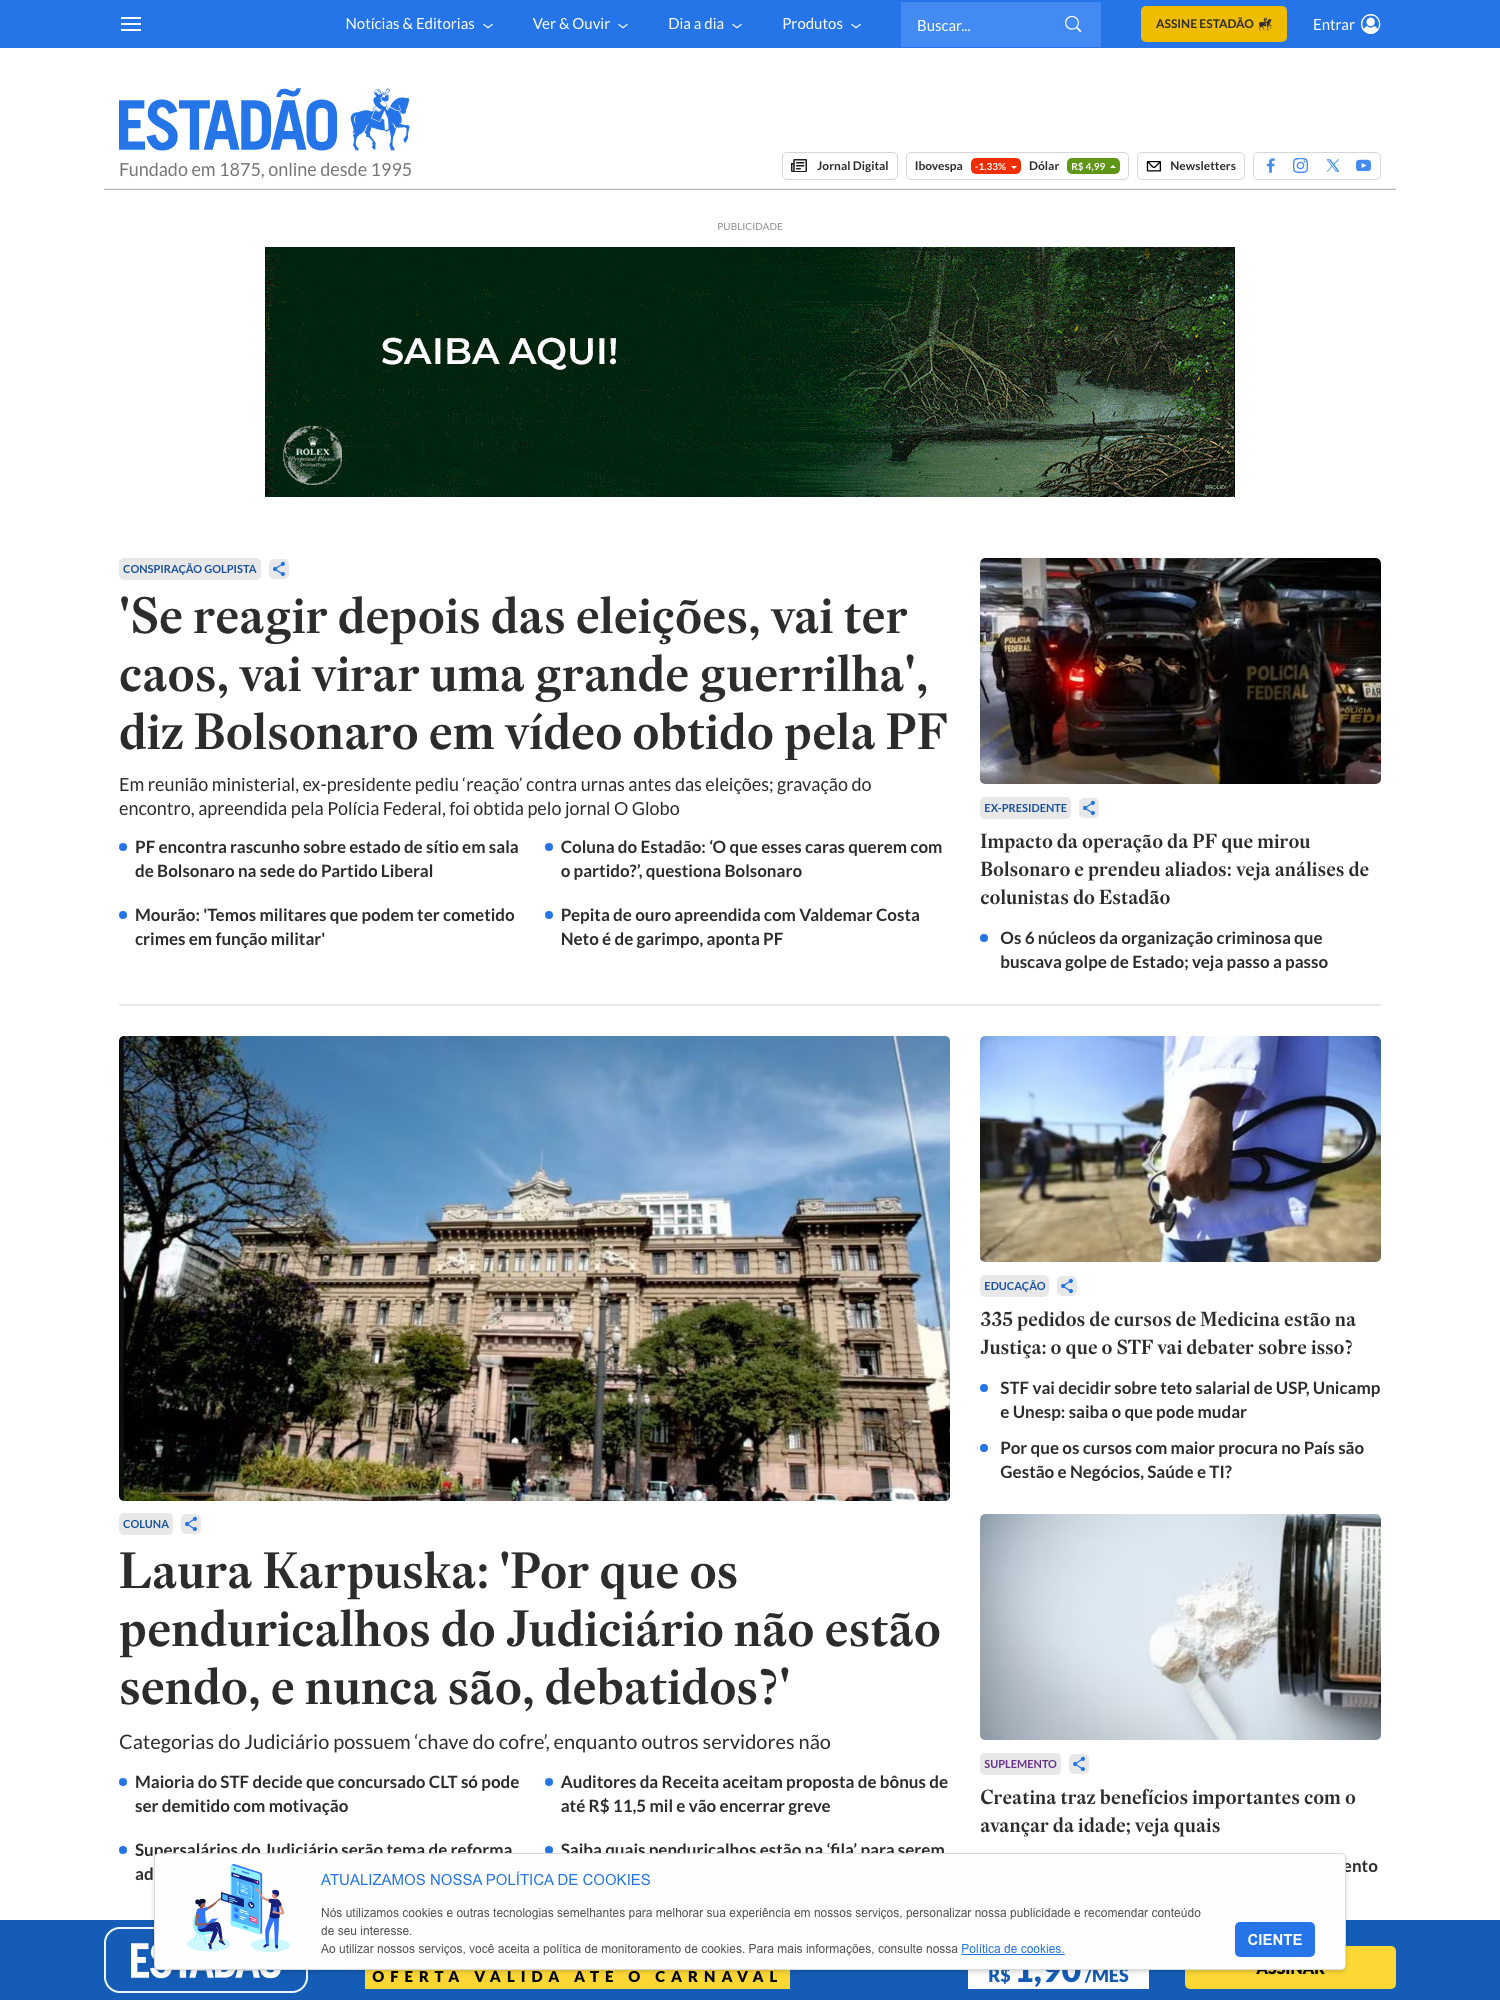 Notícias & Editorias
Ver & Ouvir
Dia a dia
Produtos
Buscar...
ASSINE ESTADÃO
Entrar
ESTADÃO
Fundado em 1875, online desde 1995
Jornal Digital
Ibovespa -1,33%
Dólar R$ 4,99
Newsletters
PUBLICIDADE
SAIBA AQUI!
ROLEX
Perpetual Planet
Initiative
©ROLEX
CONSPIRAÇÃO GOLPISTA
'Se reagir depois das eleições, vai ter
caos, vai virar uma grande guerrilha',
diz Bolsonaro em vídeo obtido pela PF
Em reunião ministerial, ex-presidente pediu ‘reação’ contra urnas antes das eleições; gravação do
encontro, apreendida pela Polícia Federal, foi obtida pelo jornal O Globo
PF encontra rascunho sobre estado de sítio em sala
de Bolsonaro na sede do Partido Liberal
Coluna do Estadão: ‘O que esses caras querem com
o partido?’, questiona Bolsonaro
Mourão: 'Temos militares que podem ter cometido
crimes em função militar'
Pepita de ouro apreendida com Valdemar Costa
Neto é de garimpo, aponta PF
POLICIA
FEDERAL
POLICIA
FEDERAL
PAR
POLICIA
FEDE
EX-PRESIDENTE
Impacto da operação da PF que mirou
Bolsonaro e prendeu aliados: veja análises de
colunistas do Estadão
Os 6 núcleos da organização criminosa que
buscava golpe de Estado; veja passo a passo
COLUNA
Laura Karpuska: 'Por que os
penduricalhos do Judiciário não estão
sendo, e nunca são, debatidos?'
Categorias do Judiciário possuem ‘chave do cofre’, enquanto outros servidores não
Maioria do STF decide que concursado CLT só pode
ser demitido com motivação
Auditores da Receita aceitam proposta de bônus de
até R$ 11,5 mil e vão encerrar greve
Supersalários do Judiciário serão tema de reforma
ad
Saiba quais penduricalhos estão na ‘fila’ para serem
EDUCAÇÃO
335 pedidos de cursos de Medicina estão na
Justiça: o que o STF vai debater sobre isso?
STF vai decidir sobre teto salarial de USP, Unicamp
e Unesp: saiba o que pode mudar
Por que os cursos com maior procura no País são
Gestão e Negócios, Saúde e TI?
SUPLEMENTO
Creatina traz benefícios importantes com o
avançar da idade; veja quais
ento
ATUALIZAMOS NOSSA POLÍTICA DE COOKIES
Nós utilizamos cookies e outras tecnologias semelhantes para melhorar sua experiência em nossos serviços, personalizar nossa publicidade e recomendar conteúdo
de seu interesse.
Ao utilizar nossos serviços, você aceita a política de monitoramento de cookies. Para mais informações, consulte nossa Política de cookies.
CIENTE
ESTADÃO
OFERTA VÁLIDA ATÉ O CARNAVAL
R$ 1,90 /MÊS
ASSINAR